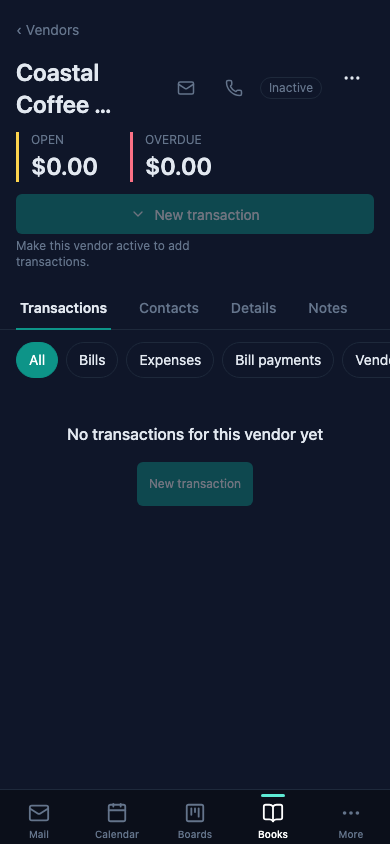 ‹ Vendors
Coastal
Coffee ...
Inactive
OPEN
$0.00
OVERDUE
$0.00
New transaction
Make this vendor active to add
transactions.
Transactions
Contacts
Details
Notes
All
Bills
Expenses
Bill payments
Vend
No transactions for this vendor yet
New transaction
Mail
Calendar
Boards
Books
More